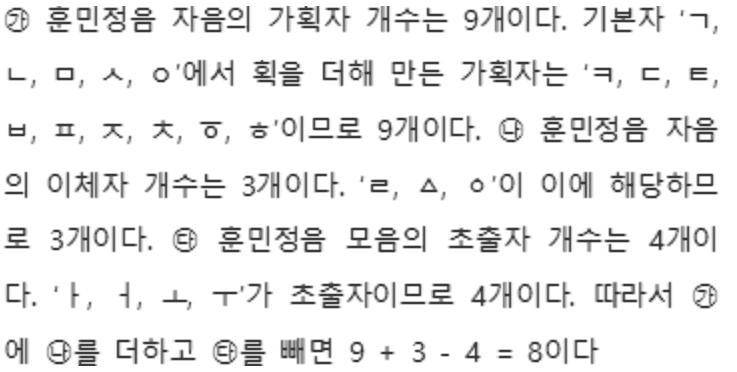 ㉮ 훈민정음 자음의 가획자 개수는 9개이다. 기본자 ‘ㄱ,
ㄴ, ㅁ, ㅅ, ㅇ’에서 획을 더해 만든 가획자는 ‘ㅋ, ㄷ, ㅌ,
ㅂ, ㅍ, ㅈ, ㅊ, ㆆ, ㅎ’이므로 9개이다. ㉯ 훈민정음 자음
의 이체자 개수는 3개이다. ‘ㄹ, ㅿ, ㆁ’이 이에 해당하므
로 3개이다. ㉰ 훈민정음 모음의 초출자 개수는 4개이
다. ‘ㅏ, ㅓ, ㅗ, ㅜ’가 초출자이므로 4개이다. 따라서 ㉮
에 ㉯를 더하고 ㉰를 빼면 9 + 3 - 4 = 8이다